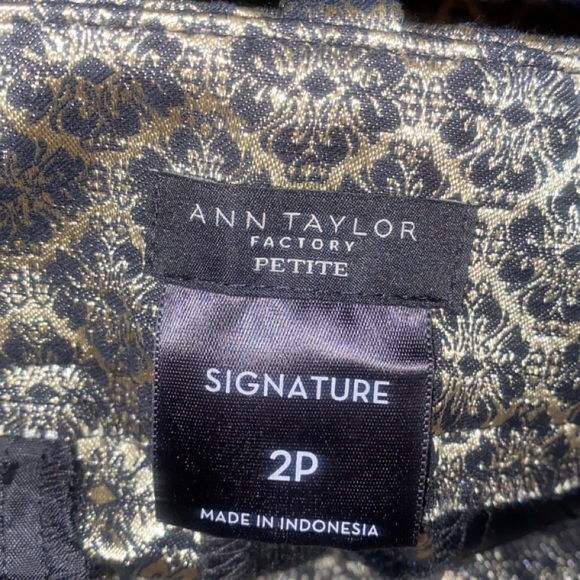 ANN TAYLOR
FACTORY
PETITE
SIGNATURE
2P
MADE IN INDONESIA